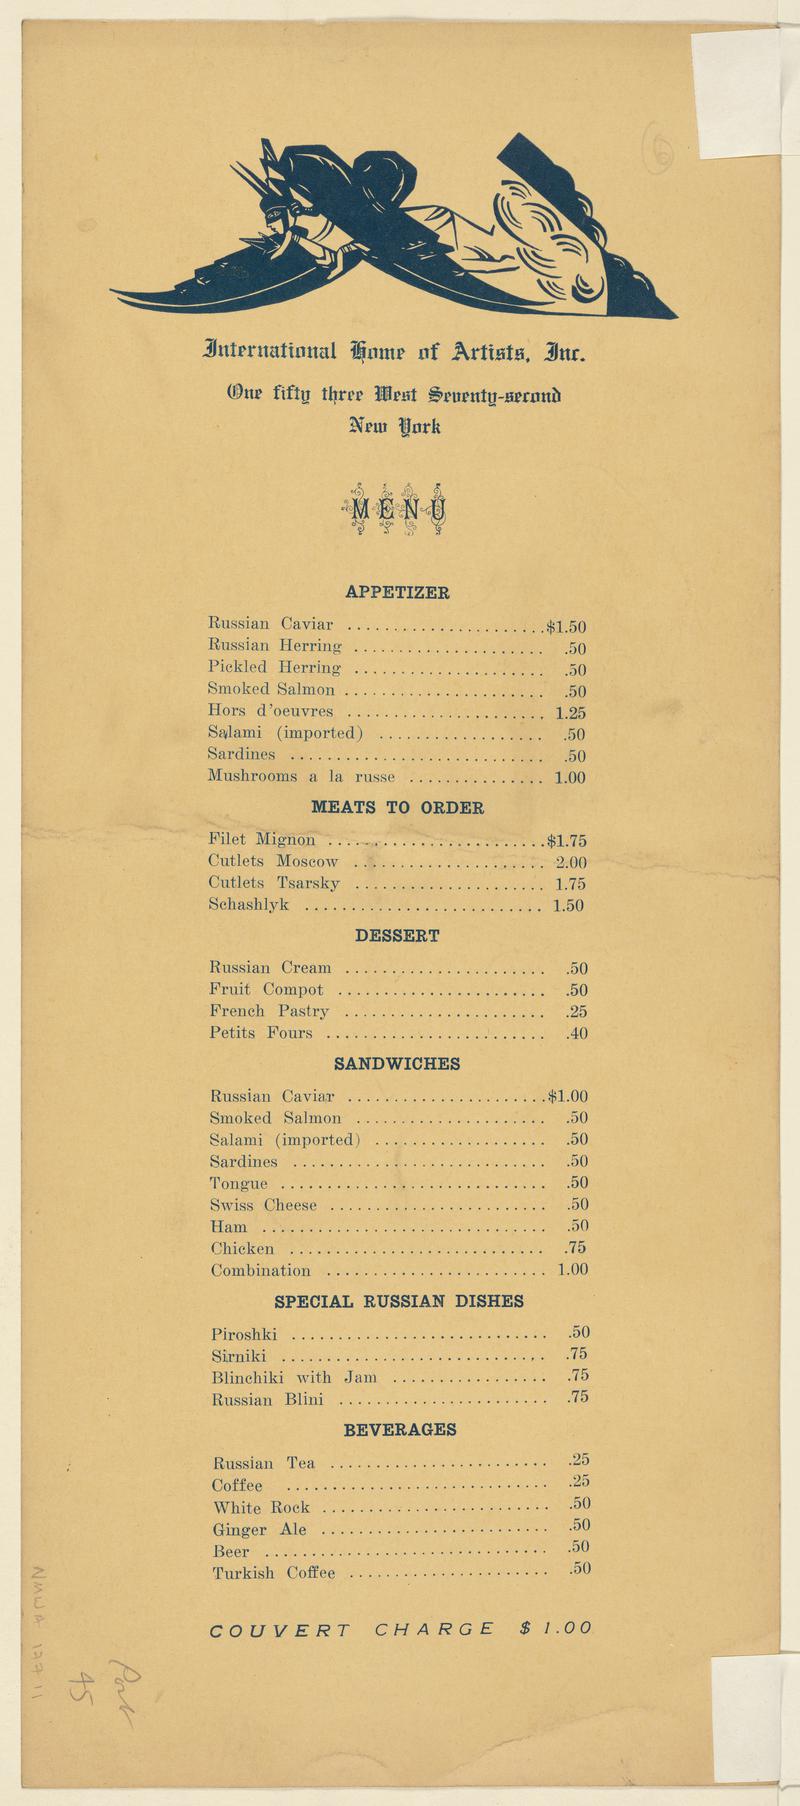 International Home of Artists, Inc.
One fifty three West Seventy-second
New York
MENU
APPETIZER
Russian Caviar ......................$1.50
Russian Herring ..................... .50
Pickled Herring ..................... .50
Smoked Salmon ...................... .50
Hors d'oeuvres ...................... 1.25
Salami (imported) .................. .50
Sardines ............................ .50
Mushrooms a la russe ............... 1.00
MEATS TO ORDER
Filet Mignon ........................$1.75
Cutlets Moscow ..................... 2.00
Cutlets Tsarsky ..................... 1.75
Schashlyk .......................... 1.50
DESSERT
Russian Cream ...................... .50
Fruit Compot ....................... .50
French Pastry ...................... .25
Petits Fours ........................ .40
SANDWICHES
Russian Caviar ......................$1.00
Smoked Salmon ..................... .50
Salami (imported) ................... .50
Sardines ............................ .50
Tongue ............................. .50
Swiss Cheese ........................ .50
Ham ............................... .50
Chicken ............................ .75
Combination ........................ 1.00
SPECIAL RUSSIAN DISHES
Piroshki ............................ .50
Sirniki ............................. .75
Blinchiki with Jam ................. .75
Russian Blini ....................... .75
BEVERAGES
Russian Tea ........................ .25
Coffee ............................ .25
White Rock ......................... .50
Ginger Ale ......................... .50
Beer ............................... .50
Turkish Coffee ...................... .50
COUVERT CHARGE $1.00
6
45